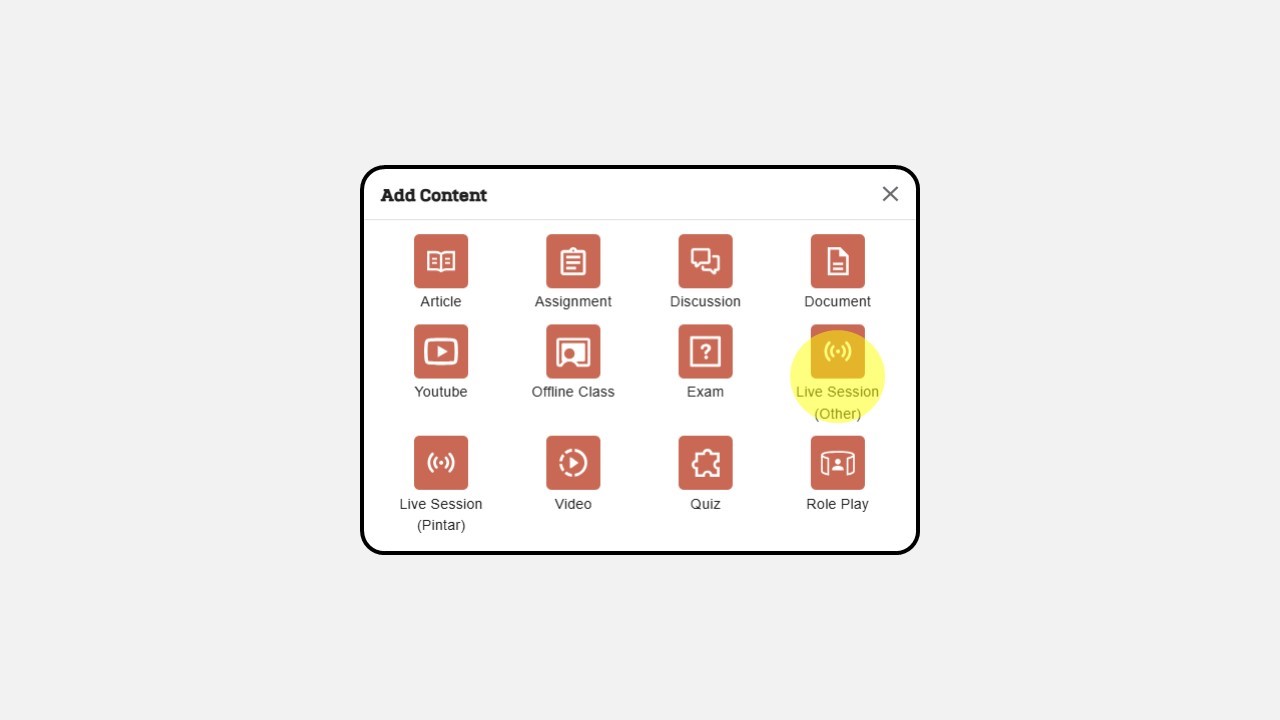 Add Content
Article Assignment Discussion Document
Youtube Offline Class Exam Live Session
(Other)
Live Session Video Quiz Role Play
(Pintar)